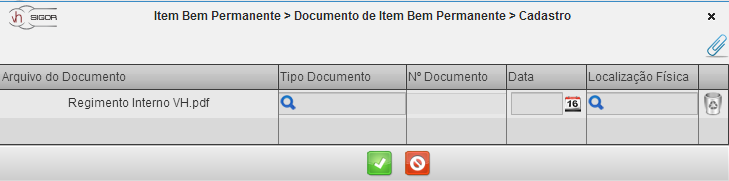 vh SIGOR
Item Bem Permanente > Documento de Item Bem Permanente > Cadastro
Arquivo do Documento Tipo Documento Nº Documento Data Localização Física
Regimento Interno VH.pdf 16